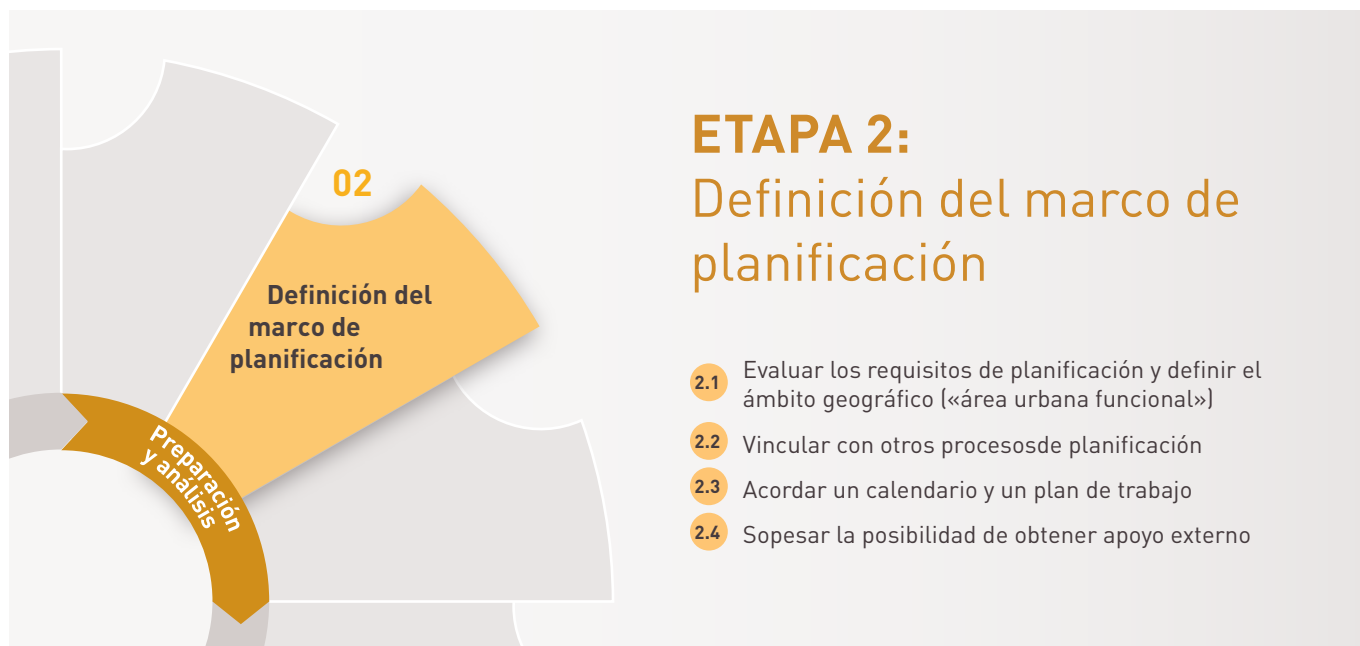 02
Definición del
marco de
planificación
Preparación
y análisis
ETAPA 2:
Definición del marco de
planificación
2.1 Evaluar los requisitos de planificación y definir el
ámbito geográfico («área urbana funcional»)
2.2 Vincular con otros procesosde planificación
2.3 Acordar un calendario y un plan de trabajo
2.4 Sopesar la posibilidad de obtener apoyo externo